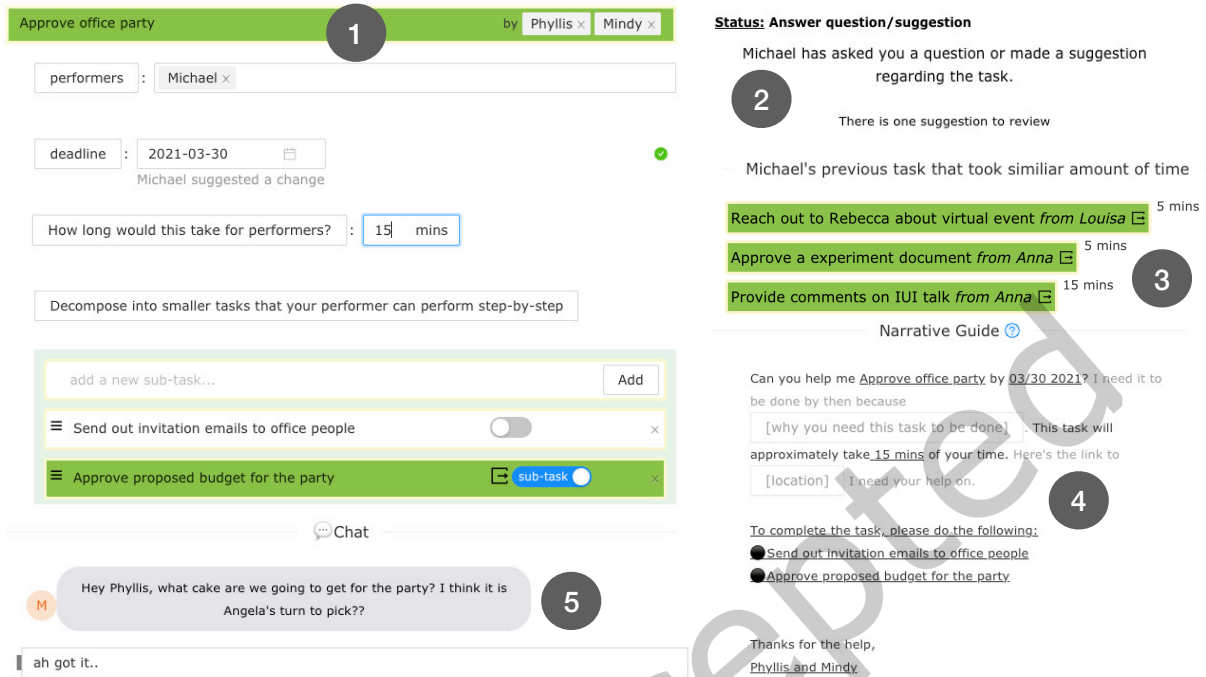 Approve office party by Phyllis × Mindy ×
1
performers : Michael ×
deadline : 2021-03-30
Michael suggested a change
How long would this take for performers? : 15 mins
Decompose into smaller tasks that your performer can perform step-by-step
add a new sub-task... Add
Send out invitation emails to office people ×
Approve proposed budget for the party sub-task ×
Chat
M
Hey Phyllis, what cake are we going to get for the party? I think it is
Angela's turn to pick??
5
ah got it..
Status: Answer question/suggestion
Michael has asked you a question or made a suggestion
regarding the task.
2
There is one suggestion to review
Michael's previous task that took similiar amount of time
Reach out to Rebecca about virtual event from Louisa 5 mins
Approve a experiment document from Anna 5 mins
3
Provide comments on IUI talk from Anna 15 mins
Narrative Guide ?
Can you help me Approve office party by 03/30 2021? I need it to
be done by then because
[why you need this task to be done] . This task will
approximately take 15 mins of your time. Here's the link to
[location] I need your help on.
4
To complete the task, please do the following:
Send out invitation emails to office people
Approve proposed budget for the party
Thanks for the help,
Phyllis and Mindy